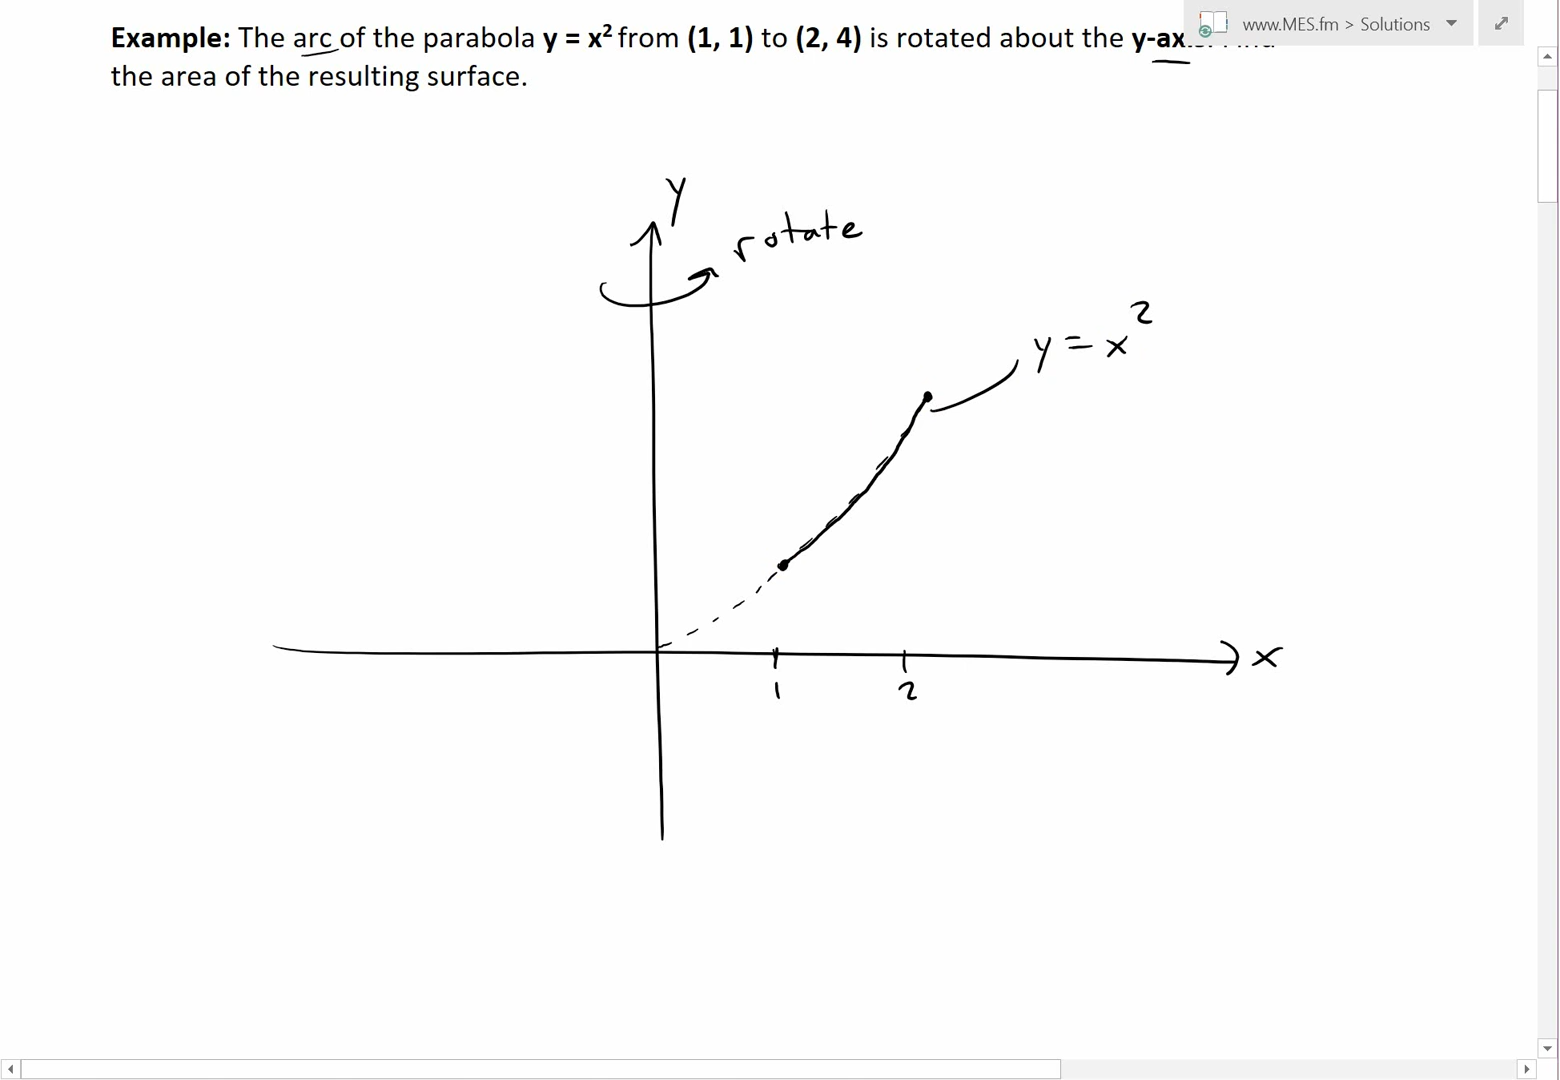 www.MES.fm > Solutions
Example: The arc of the parabola y = x² from (1, 1) to (2, 4) is rotated about the
the area of the resulting surface.
y
rotate
y = x²
x
1 2